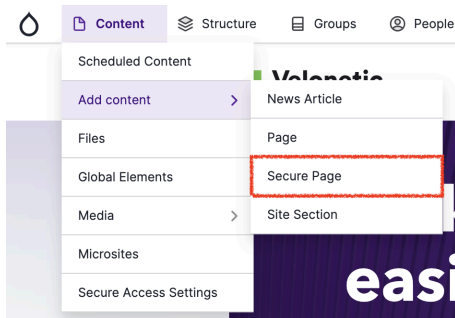 Content
Structure
Groups
People
Scheduled Content
Add content
News Article
Files
Page
Global Elements
Secure Page
Media
Site Section
Microsites
Secure Access Settings
easi